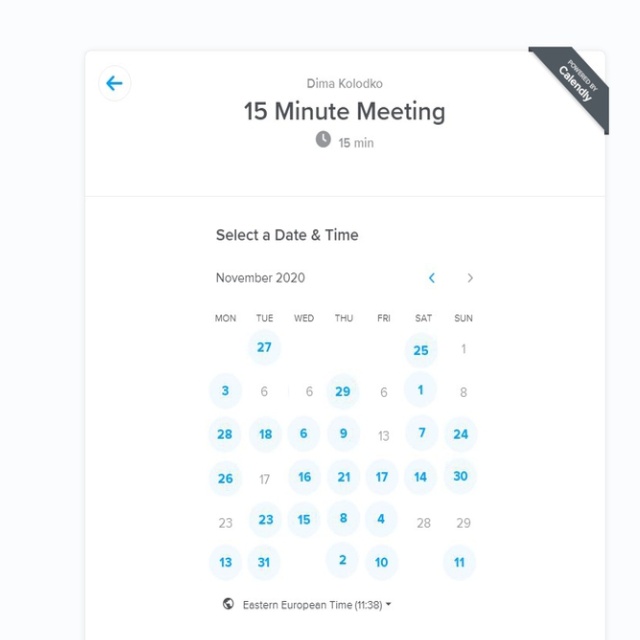 Dima Kolodko
15 Minute Meeting
15 min
POWERED BY
Calendly
Select a Date & Time
November 2020
MON TUE WED THU FRI SAT SUN
27 25 1
3 6 6 29 6 1 8
28 18 6 9 13 7 24
26 17 16 21 17 14 30
23 23 15 8 4 28 29
13 31 2 10 11
Eastern European Time (11:38)